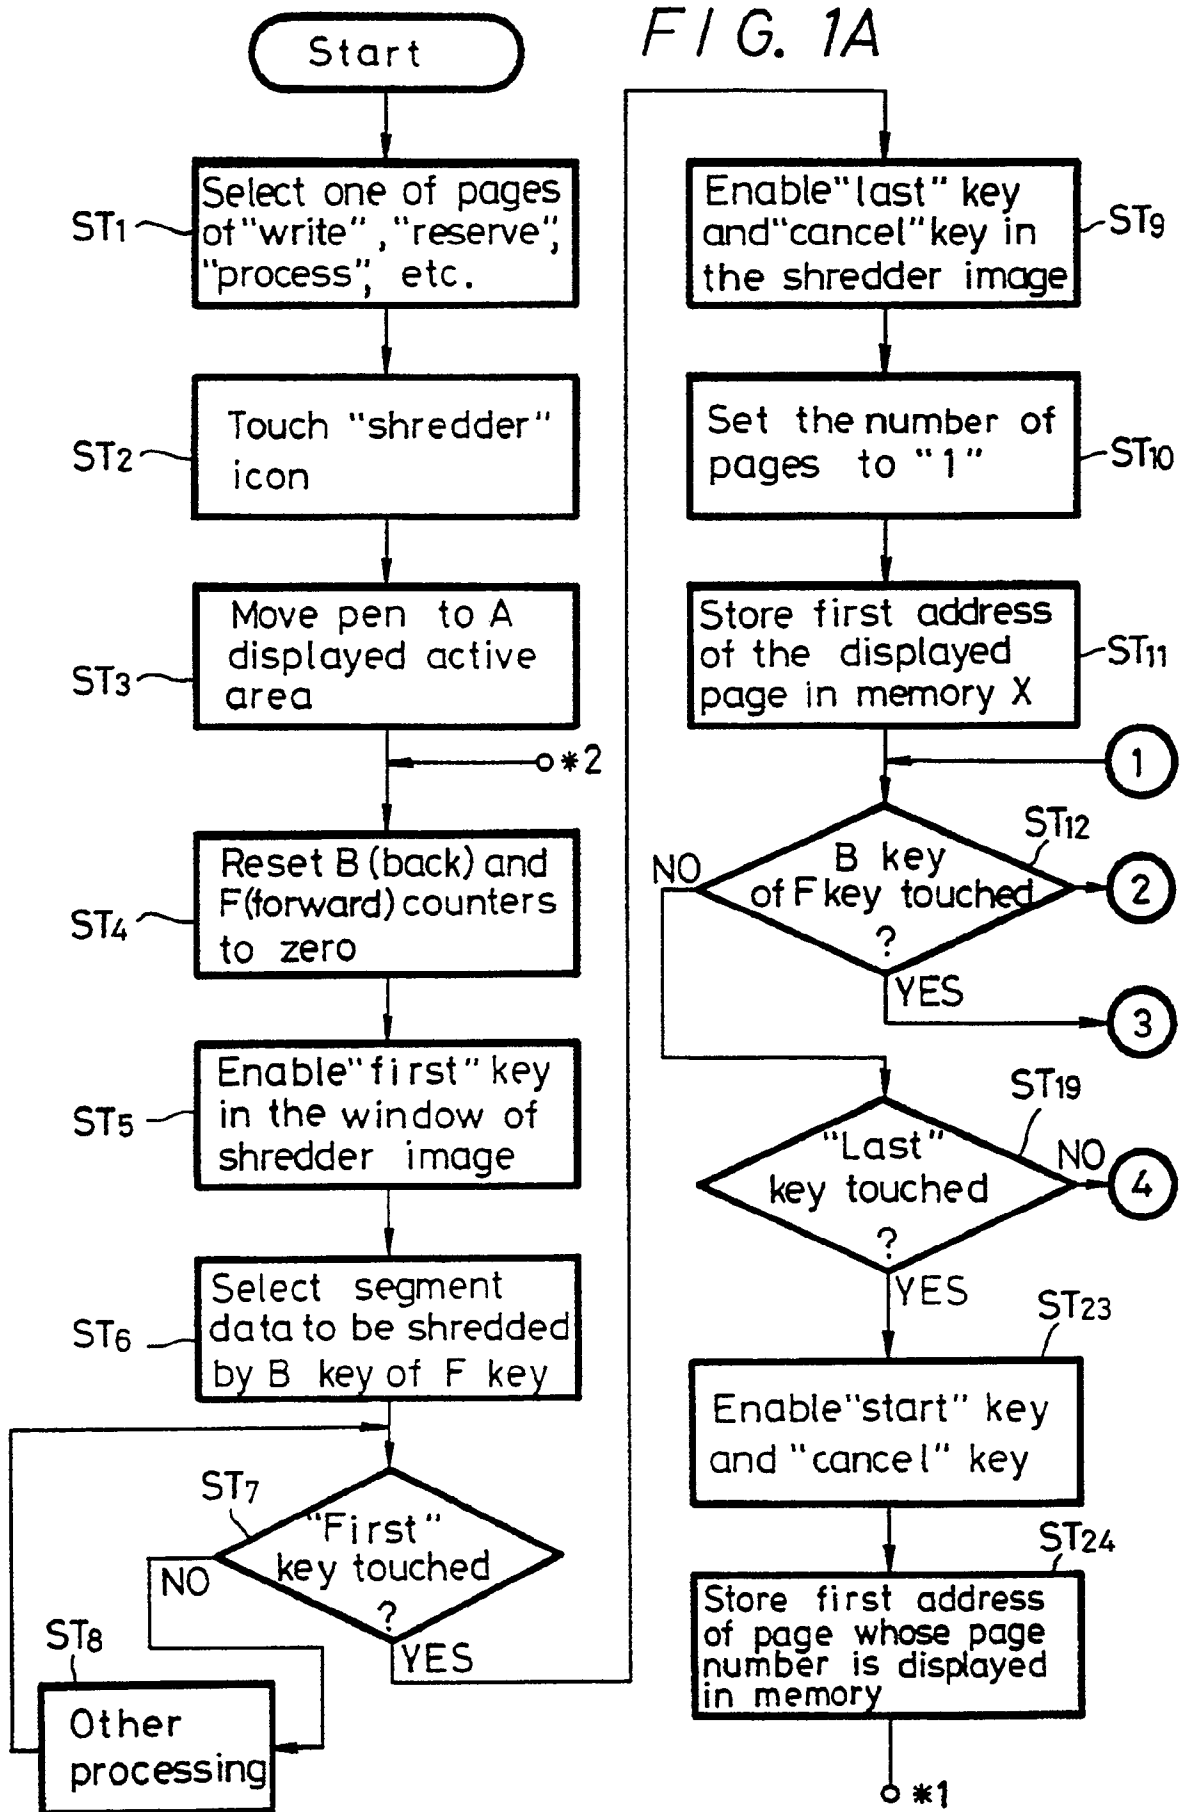 FIG. 1A
Start
ST1
Select one of pages
of "write", "reserve",
"process", etc.
ST2
Touch "shredder"
icon
ST3
Move pen to A
displayed active
area
*2
ST4
Reset B (back) and
F(forward) counters
to zero
ST5
Enable "first" key
in the window of
shredder image
ST6
Select segment
data to be shredded
by B key of F key
ST7
"First"
key touched
?
NO
YES
ST8
Other
processing
Enable "last" key
and "cancel" key in
the shredder image
ST9
Set the number of
pages to "1"
ST10
Store first address
of the displayed
page in memory X
ST11
1
ST12
B key
of F key touched
?
NO
2
YES
3
ST19
"Last"
key touched
?
NO
4
YES
ST23
Enable "start" key
and "cancel" key
ST24
Store first address
of page whose page
number is displayed
in memory
*1